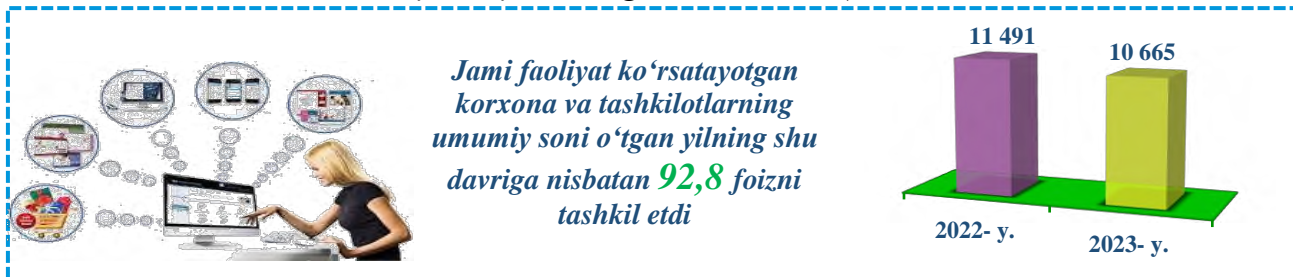 Jami faoliyat ko‘rsatayotgan
korxona va tashkilotlarning
umumiy soni o‘tgan yilning shu
davriga nisbatan 92,8 foizni
tashkil etdi
11 491
10 665
2022- y.
2023- y.